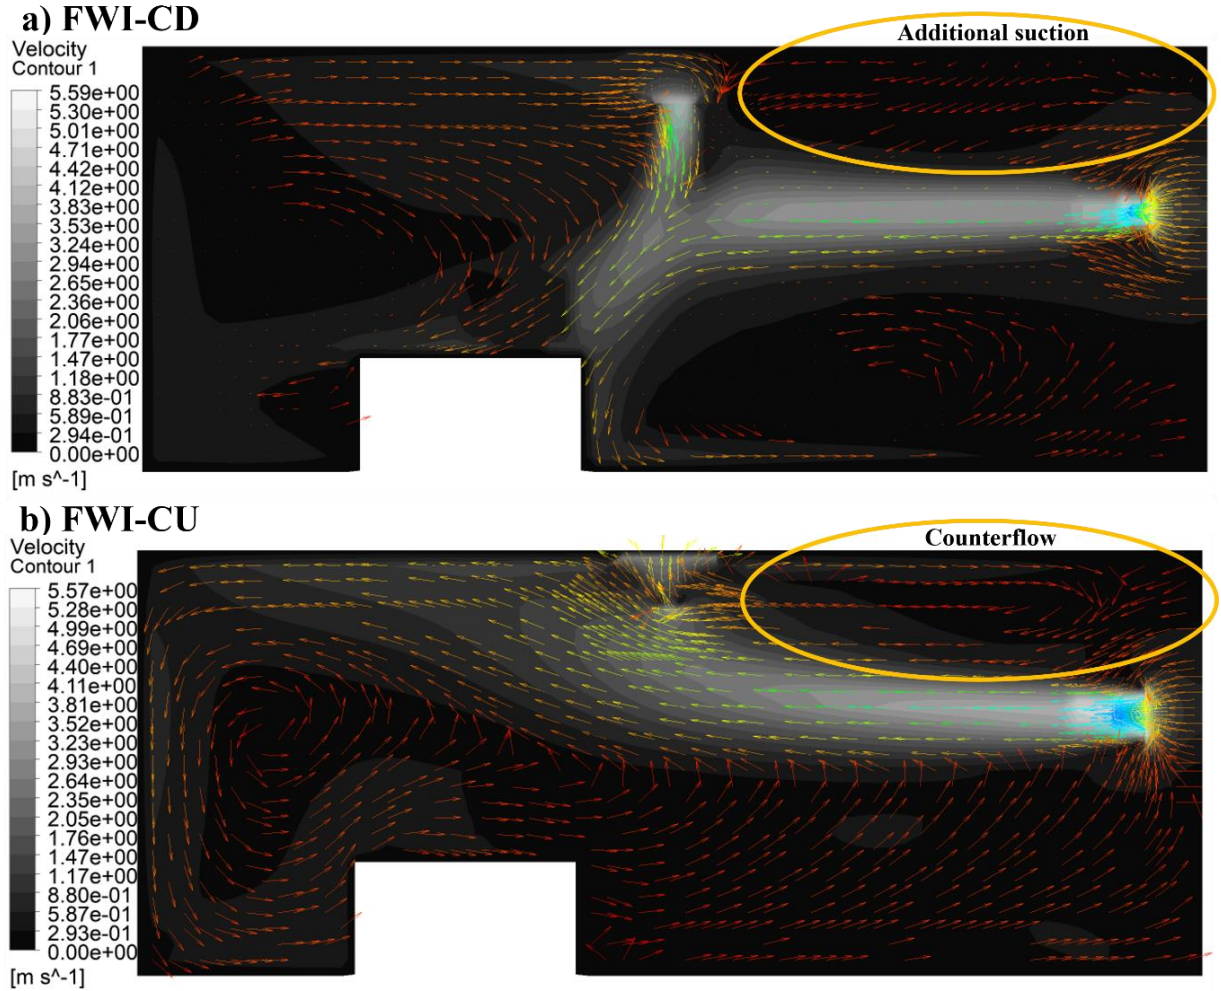 a) FWI-CD
Additional suction
Velocity
Contour 1
5.59e+00
5.30e+00
5.01e+00
4.71e+00
4.42e+00
4.12e+00
3.83e+00
3.53e+00
3.24e+00
2.94e+00
2.65e+00
2.36e+00
2.06e+00
1.77e+00
1.47e+00
1.18e+00
8.83e-01
5.89e-01
2.94e-01
0.00e+00
[m s^-1]
b) FWI-CU
Counterflow
Velocity
Contour 1
5.57e+00
5.28e+00
4.99e+00
4.69e+00
4.40e+00
4.11e+00
3.81e+00
3.52e+00
3.23e+00
2.93e+00
2.64e+00
2.35e+00
2.05e+00
1.76e+00
1.47e+00
1.17e+00
8.80e-01
5.87e-01
2.93e-01
0.00e+00
[m s^-1]